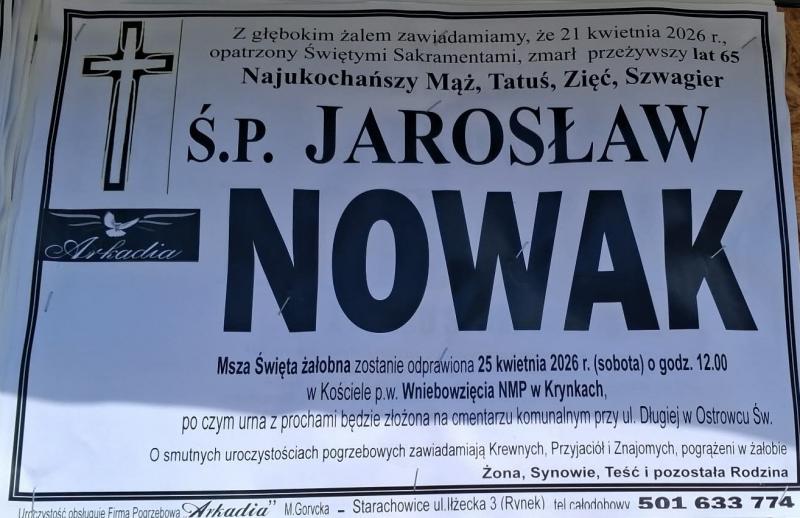 Z głębokim żalem zawiadamiamy, że 21 kwietnia 2026 r.,
opatrzony Świętymi Sakramentami, zmarł przeżywszy lat 65
Najukochańszy Mąż, Tatuś, Zięć, Szwagier
Ś.P. JAROSŁAW
NOWAK
Arkadia
Msza Święta żałobna zostanie odprawiona 25 kwietnia 2026 r. (sobota) o godz. 12.00
w Kościele p.w. Wniebowzięcia NMP w Krynkach,
po czym urna z prochami będzie złożona na cmentarzu komunalnym przy ul. Długiej w Ostrowcu Św.
O smutnych uroczystościach pogrzebowych zawiadamiają Krewnych, Przyjaciół i Znajomych, pogrążeni w żałobie
Żona, Synowie, Teść i pozostała Rodzina
Uroczystość obsługuje Firma Pogrzebowa "Arkadia" M.Gorycka – Starachowice ul.Iłżecka 3 (Rynek) tel.całodobowy 501 633 774